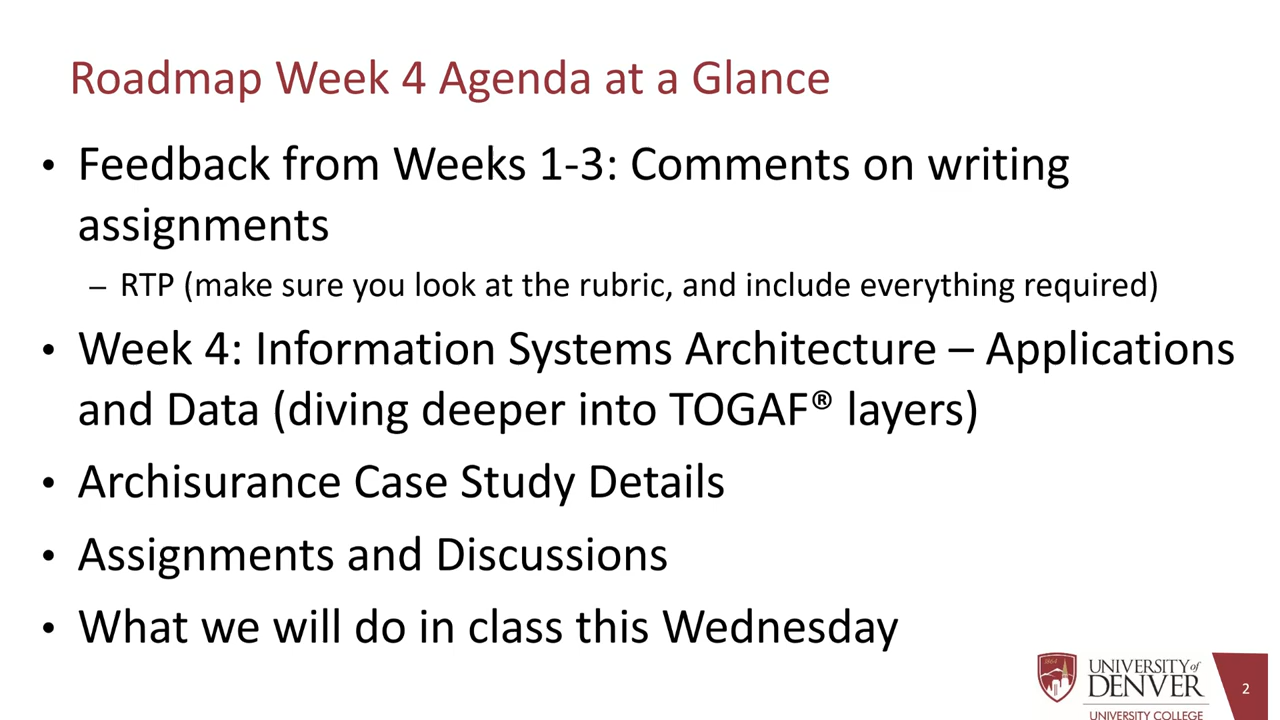 Roadmap Week 4 Agenda at a Glance
• Feedback from Weeks 1-3: Comments on writing
assignments
– RTP (make sure you look at the rubric, and include everything required)
• Week 4: Information Systems Architecture – Applications
and Data (diving deeper into TOGAF® layers)
• Archisurance Case Study Details
• Assignments and Discussions
• What we will do in class this Wednesday
1864
UNIVERSITY of
DENVER
UNIVERSITY COLLEGE
2